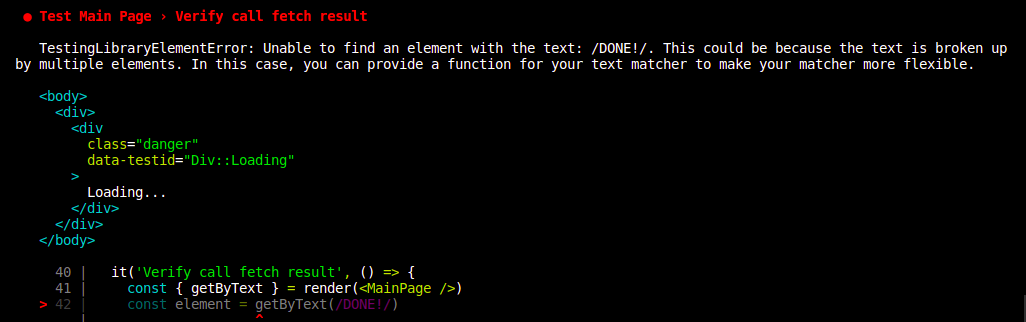 ● Test Main Page › Verify call fetch result
TestingLibraryElementError: Unable to find an element with the text: /DONE!/. This could be because the text is broken up
by multiple elements. In this case, you can provide a function for your text matcher to make your matcher more flexible.
<body>
<div>
<div
class="danger"
data-testid="Div::Loading"
>
Loading...
</div>
</div>
</body>
40 |   it('Verify call fetch result', () => {
41 |     const { getByText } = render(<MainPage />)
> 42 |     const element = getByText(/DONE!/)
|                     ^